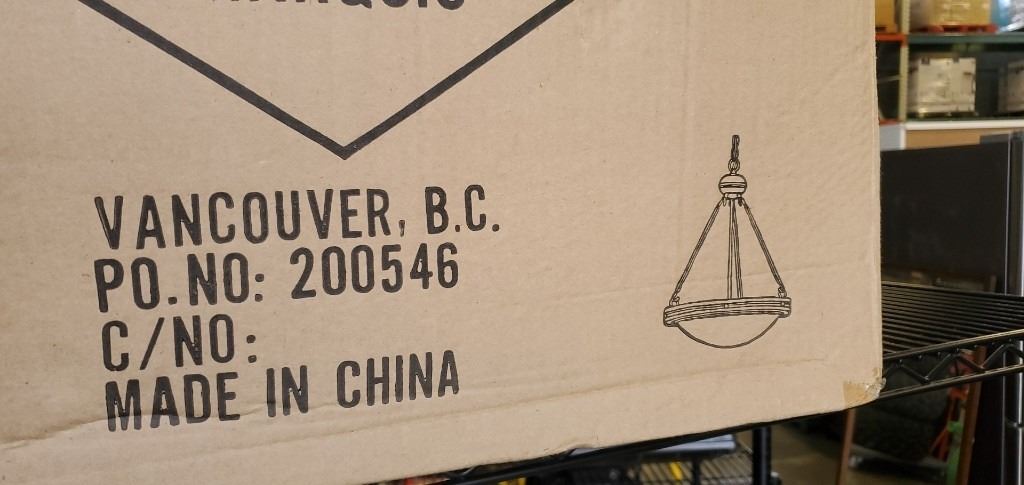 VANCOUVER, B.C.
PO.NO: 200546
C/NO:
MADE IN CHINA